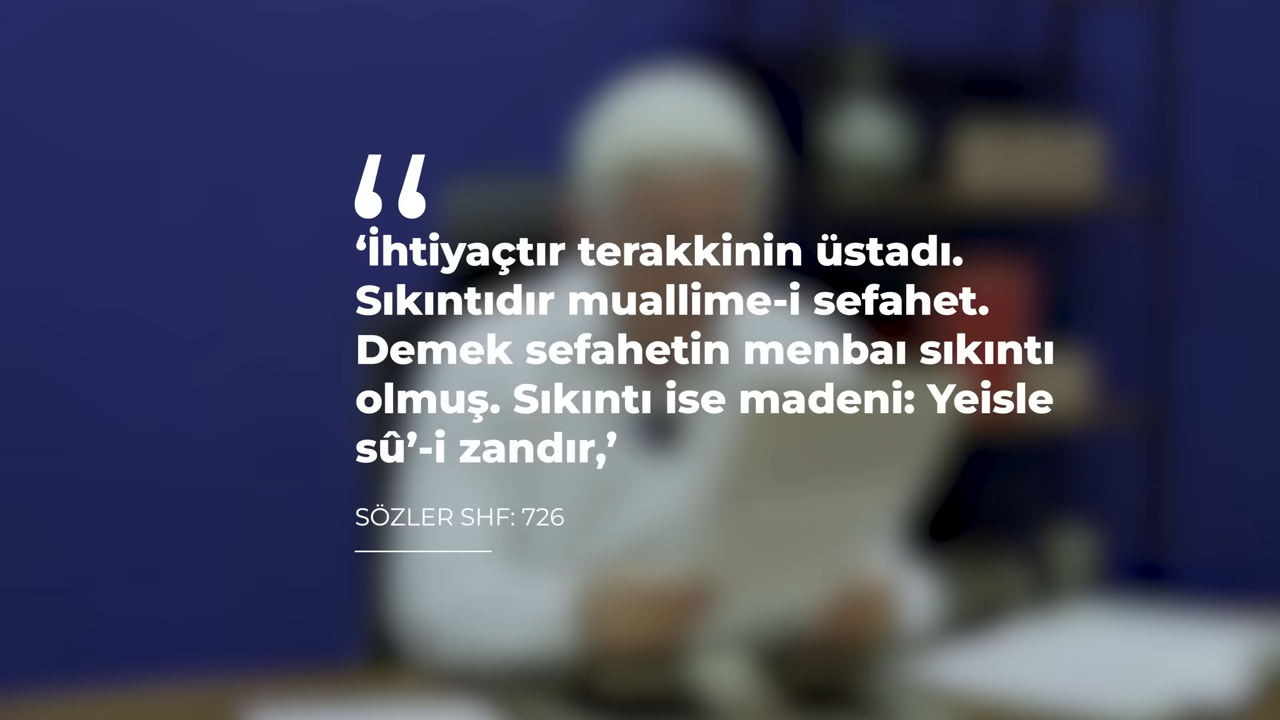 “
‘İhtiyaçtır terakkinin üstadı.
Sıkıntıdır muallime-i sefahet.
Demek sefahetin menbaı sıkıntı
olmuş. Sıkıntı ise madeni: Yeisle
sû’-i zandır,’
SÖZLER SHF: 726